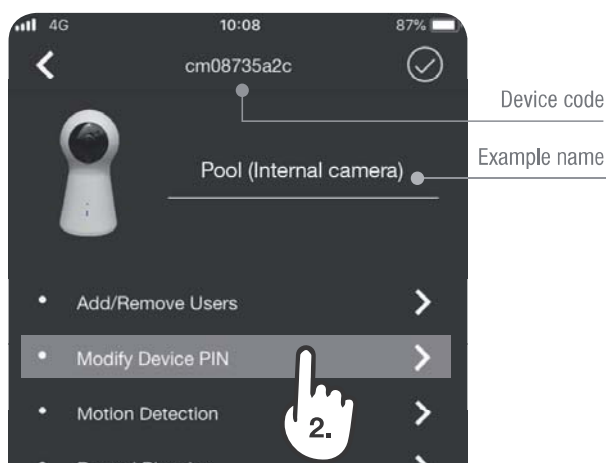 4G 10:08 87%
cm08735a2c
Device code
Pool (Internal camera)
Example name
• Add/Remove Users
• Modify Device PIN
2.
• Motion Detection